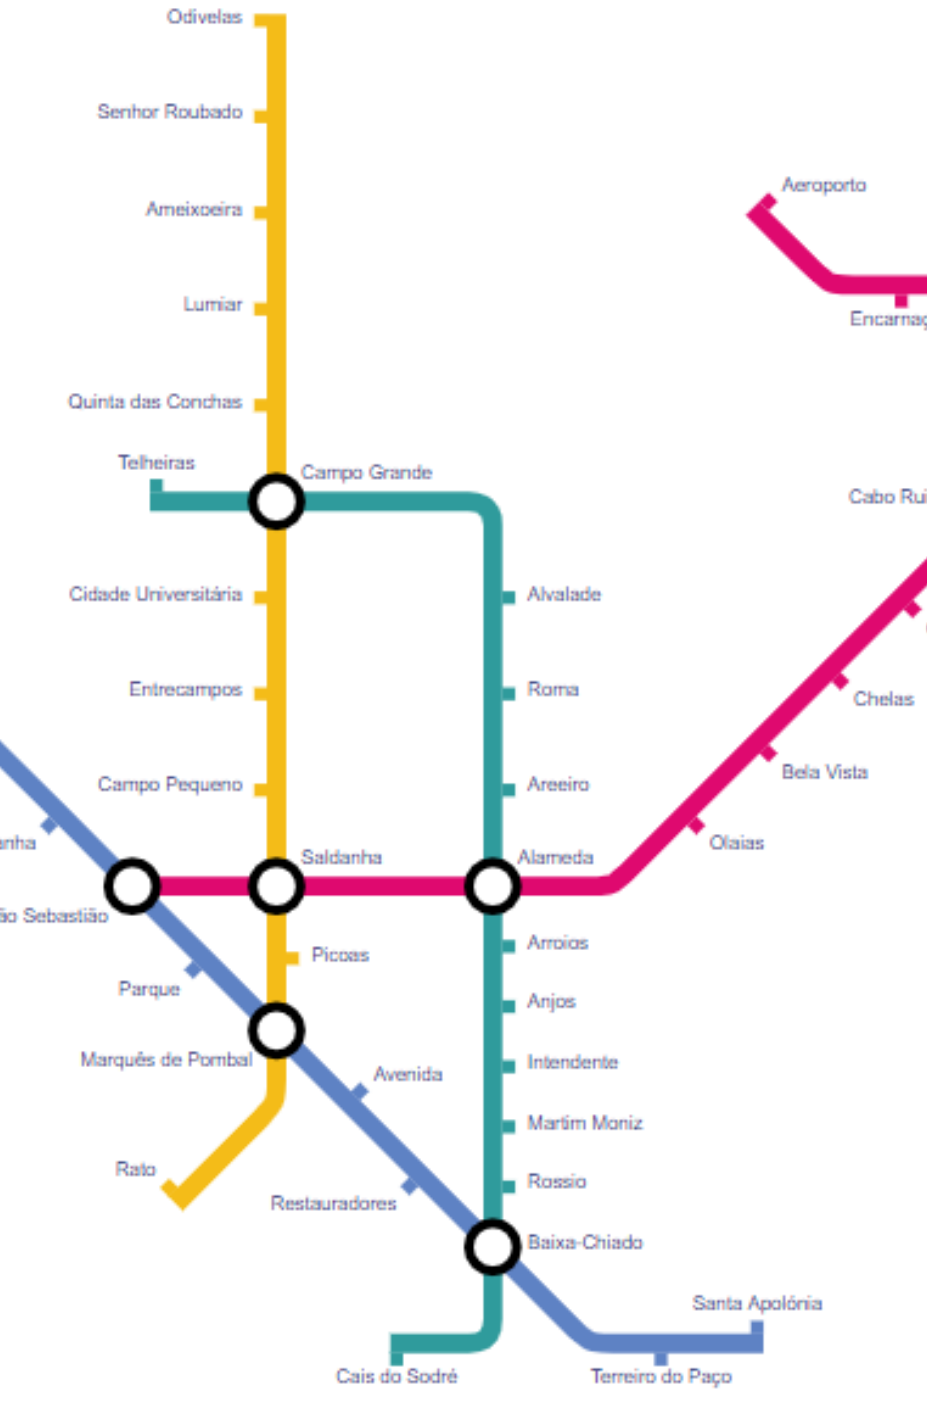 Odivelas
Senhor Roubado
Ameixoeira
Aeroporto
Lumiar
Quinta das Conchas
Telheiras
Campo Grande
Cidade Universitária
Alvalade
Entrecampos
Roma
Chelas
Campo Pequeno
Areeiro
Bela Vista
Olaias
Saldanha
Alameda
Sebastião
Picoas
Arroios
Parque
Anjos
Marquês de Pombal
Avenida
Intendente
Martim Moniz
Rato
Restauradores
Rossio
Baixa-Chiado
Santa Apolónia
Cais do Sodré
Terreiro do Paço
Cabo